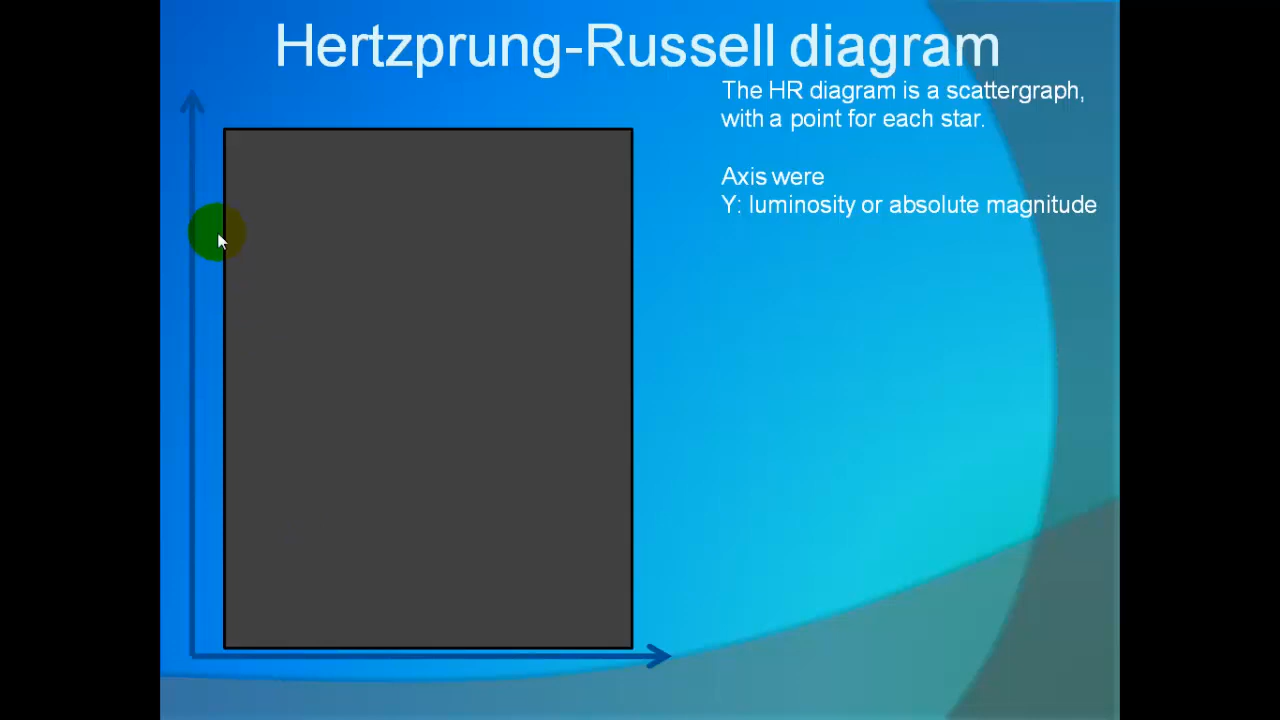 Hertzprung-Russell diagram
The HR diagram is a scattergraph,
with a point for each star.
Axis were
Y: luminosity or absolute magnitude